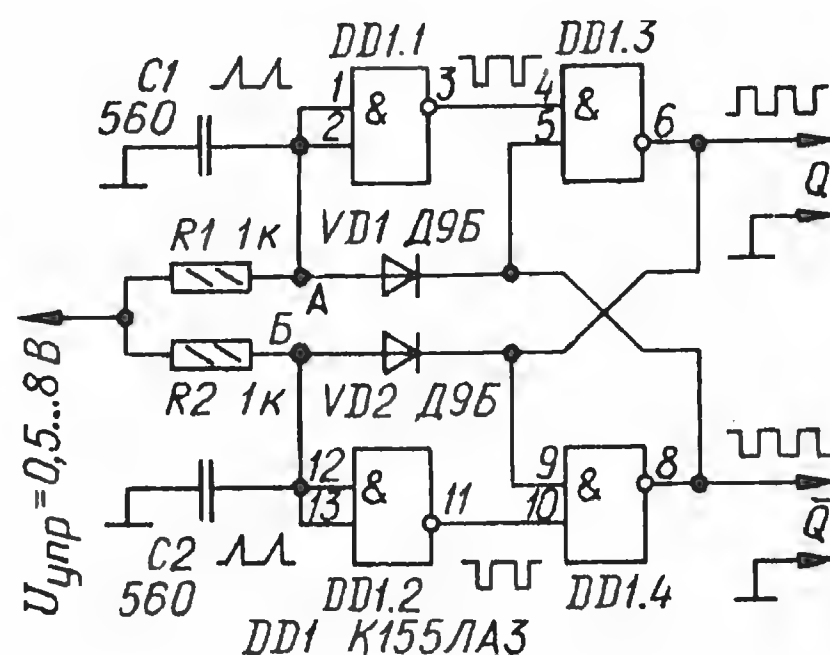 DD1.1
DD1.3
C1
560
1
2
&
3
4
5
&
6
Q
R1 1к
VD1 Д9Б
А
Б
R2 1к
VD2 Д9Б
Uупр=0,5...8 В
12
13
&
11
9
10
&
8
Q̅
C2
560
DD1.2
DD1.4
DD1 К155ЛА3